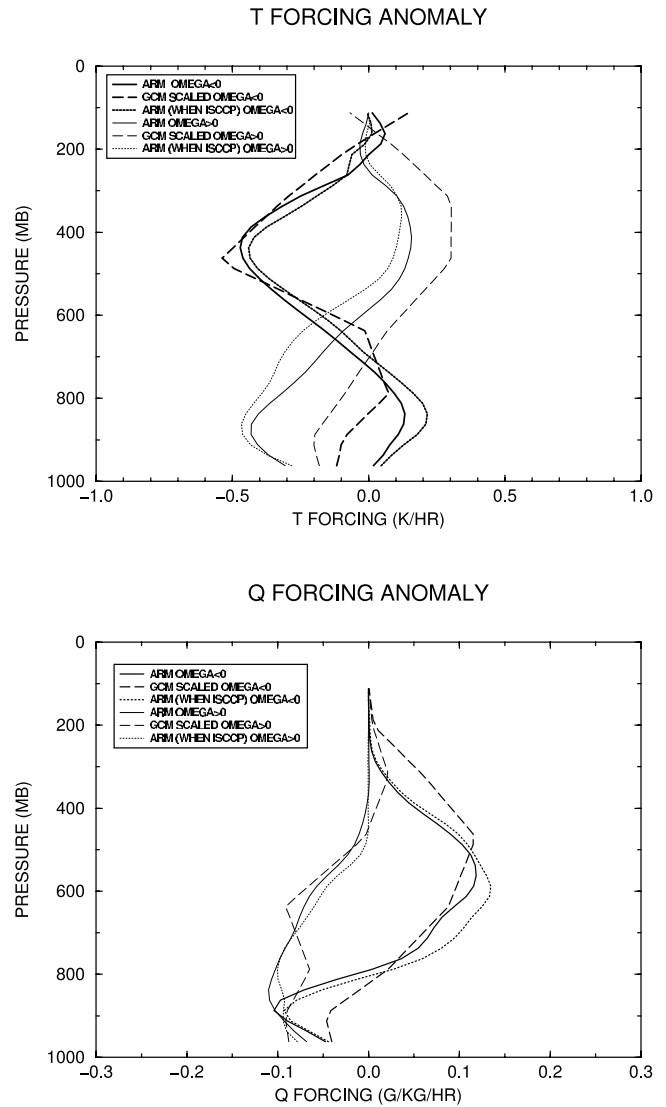 T FORCING ANOMALY
0
200
400
600
800
1000
PRESSURE (MB)
ARM OMEGA<0
GCM SCALED OMEGA<0
ARM (WHEN ISCCP) OMEGA<0
ARM OMEGA>0
GCM SCALED OMEGA>0
ARM (WHEN ISCCP) OMEGA>0
−1.0
−0.5
0.0
0.5
1.0
T FORCING (K/HR)
Q FORCING ANOMALY
0
200
400
600
800
1000
PRESSURE (MB)
ARM OMEGA<0
GCM SCALED OMEGA<0
ARM (WHEN ISCCP) OMEGA<0
ARM OMEGA>0
GCM SCALED OMEGA>0
ARM (WHEN ISCCP) OMEGA>0
−0.3
−0.2
−0.1
0.0
0.1
0.2
0.3
Q FORCING (G/KG/HR)